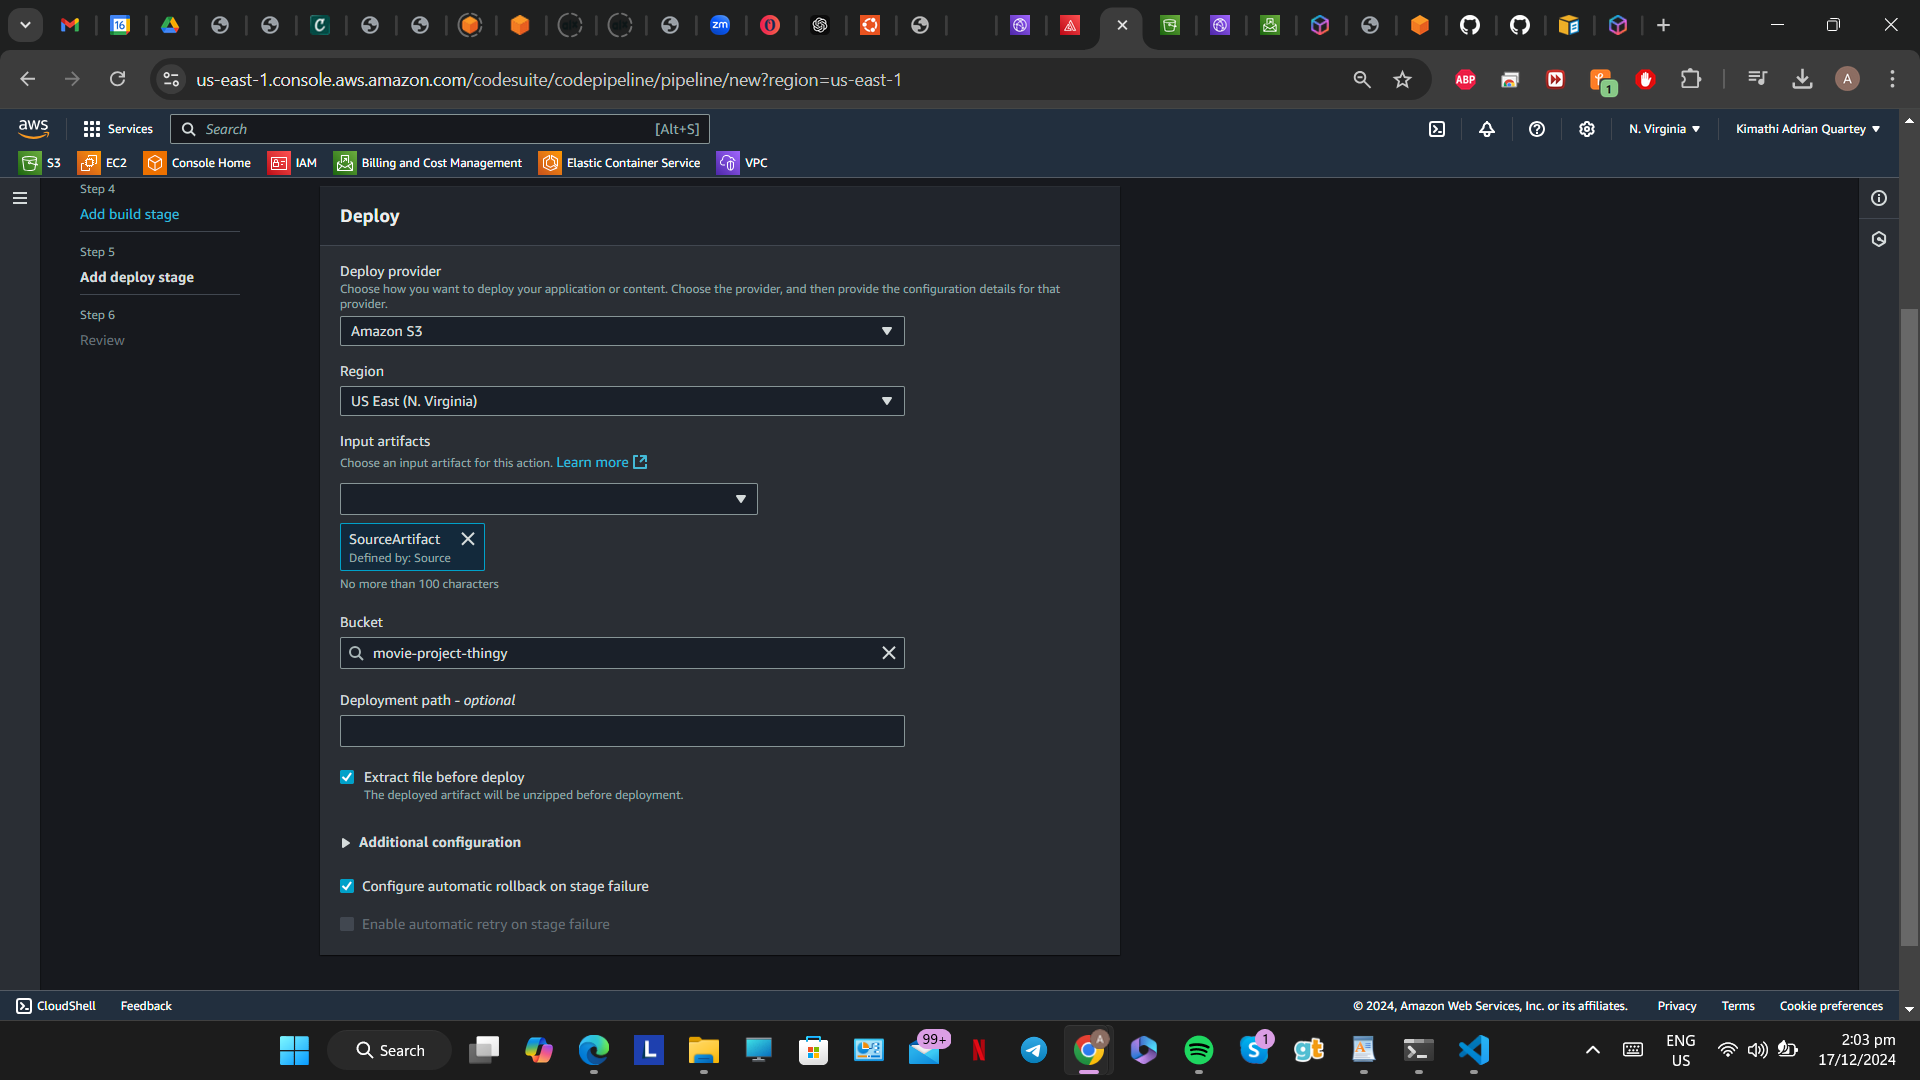 us-east-1.console.aws.amazon.com/codesuite/codepipeline/pipeline/new?region=us-east-1
ABP
1
A
aws
Services
Search
[Alt+S]
N. Virginia
Kimathi Adrian Quartey
S3
EC2
Console Home
IAM
Billing and Cost Management
Elastic Container Service
VPC
Step 4
Add build stage
Step 5
Add deploy stage
Step 6
Review
Deploy
Deploy provider
Choose how you want to deploy your application or content. Choose the provider, and then provide the configuration details for that
provider.
Amazon S3
Region
US East (N. Virginia)
Input artifacts
Choose an input artifact for this action. Learn more
SourceArtifact
Defined by: Source
No more than 100 characters
Bucket
movie-project-thingy
Deployment path - optional
Extract file before deploy
The deployed artifact will be unzipped before deployment.
Additional configuration
Configure automatic rollback on stage failure
Enable automatic retry on stage failure
CloudShell
Feedback
© 2024, Amazon Web Services, Inc. or its affiliates.
Privacy
Terms
Cookie preferences
Search
L
99+
N
A
1
gt
ENG
US
2:03 pm
17/12/2024